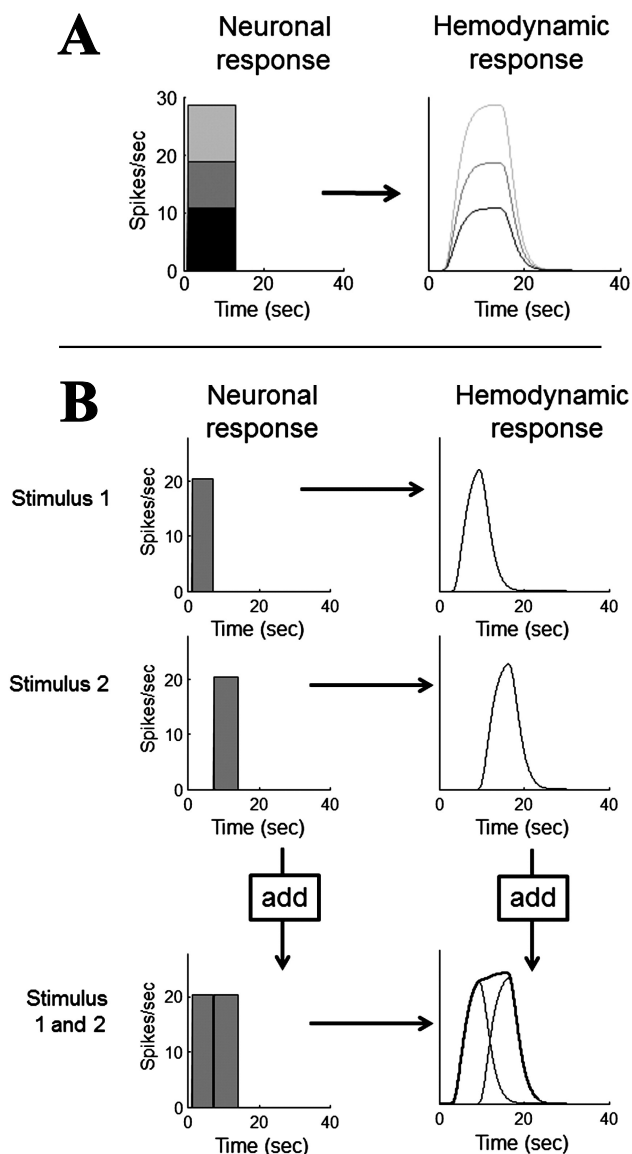 A
Neuronal
response
Hemodynamic
response
Spikes/sec
30
20
10
0
0 20 40
Time (sec)
0 20 40
Time (sec)
B
Neuronal
response
Hemodynamic
response
Stimulus 1
Spikes/sec
20
10
0
0 20 40
Time (sec)
0 20 40
Time (sec)
Stimulus 2
Spikes/sec
20
10
0
0 20 40
Time (sec)
0 20 40
Time (sec)
add
add
Stimulus
1 and 2
Spikes/sec
20
10
0
0 20 40
Time (sec)
0 20 40
Time (sec)